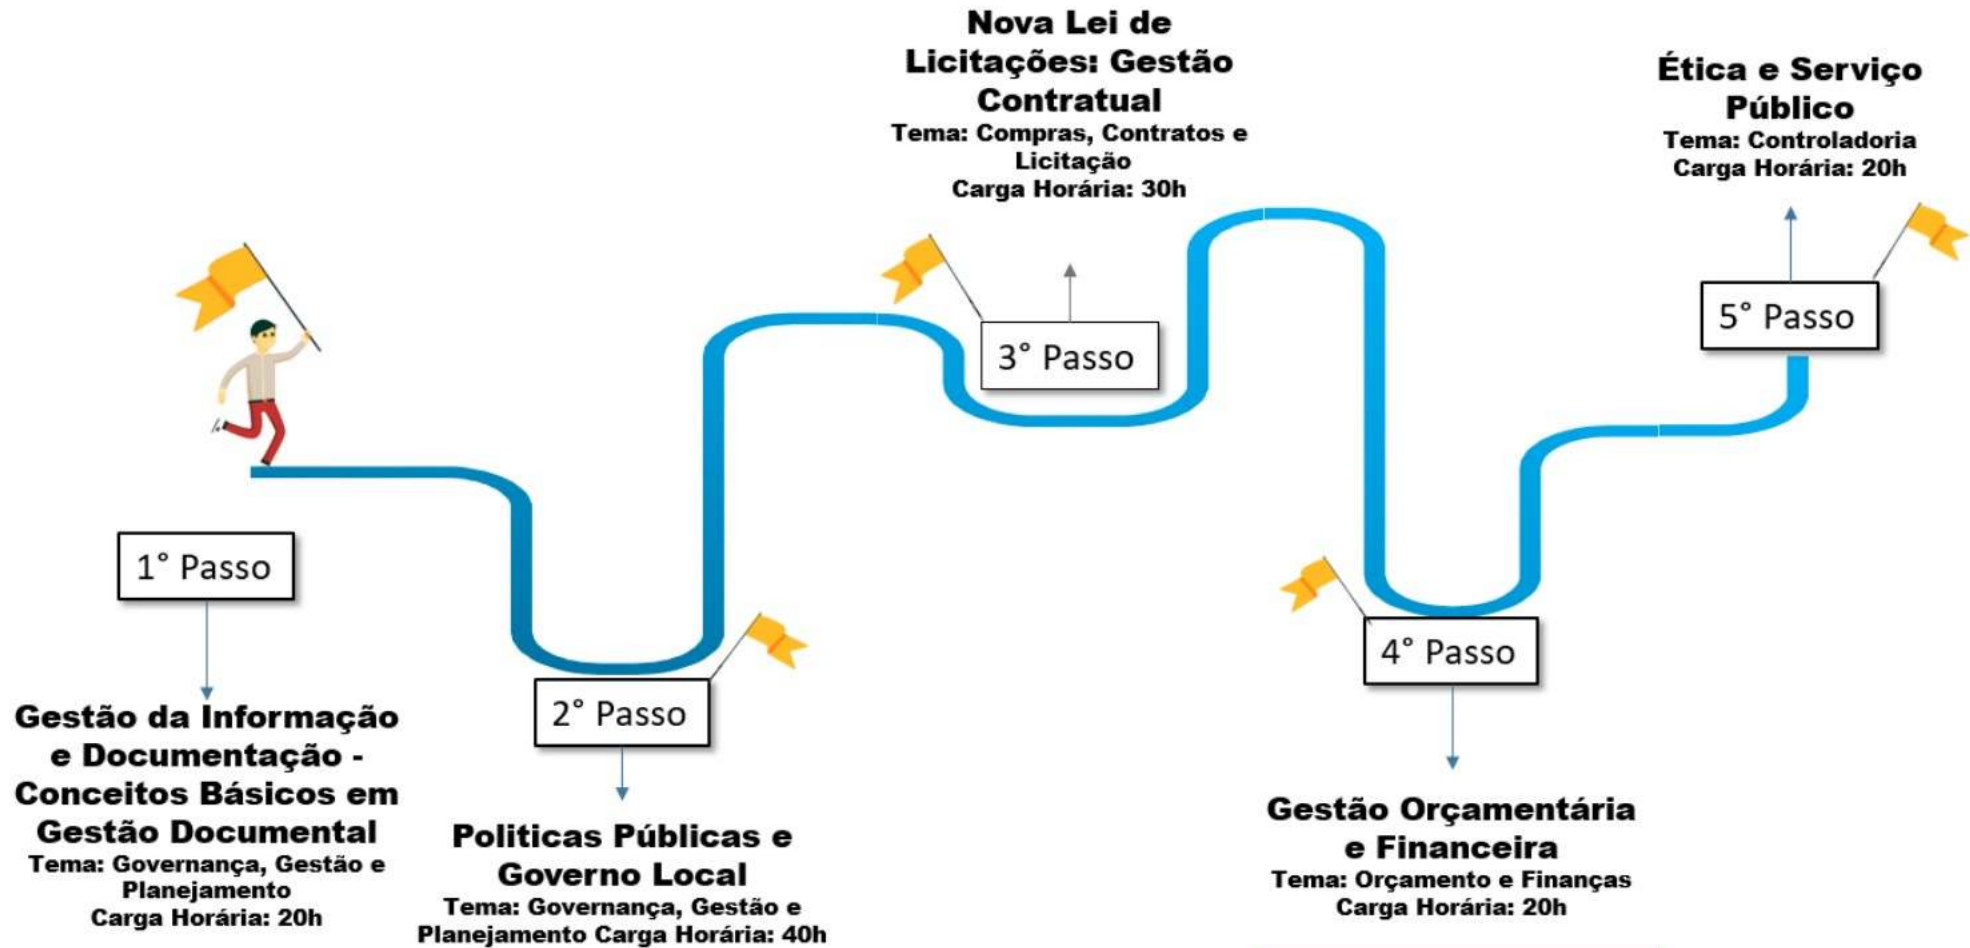 1° Passo
Gestão da Informação
e Documentação -
Conceitos Básicos em
Gestão Documental
Tema: Governança, Gestão e
Planejamento
Carga Horária: 20h
2° Passo
Politicas Públicas e
Governo Local
Tema: Governança, Gestão e
Planejamento Carga Horária: 40h
Nova Lei de
Licitações: Gestão
Contratual
Tema: Compras, Contratos e
Licitação
Carga Horária: 30h
3° Passo
4° Passo
Gestão Orçamentária
e Financeira
Tema: Orçamento e Finanças
Carga Horária: 20h
Ética e Serviço
Público
Tema: Controladoria
Carga Horária: 20h
5° Passo